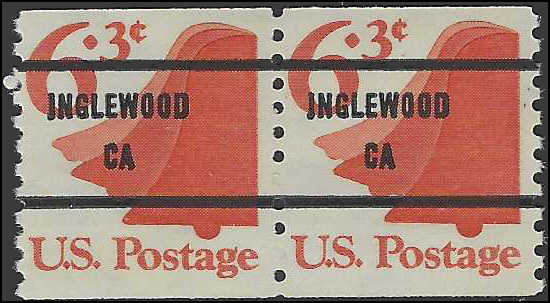 6.3¢ 6.3¢
INGLEWOOD INGLEWOOD
CA CA
U.S. Postage U.S. Postage